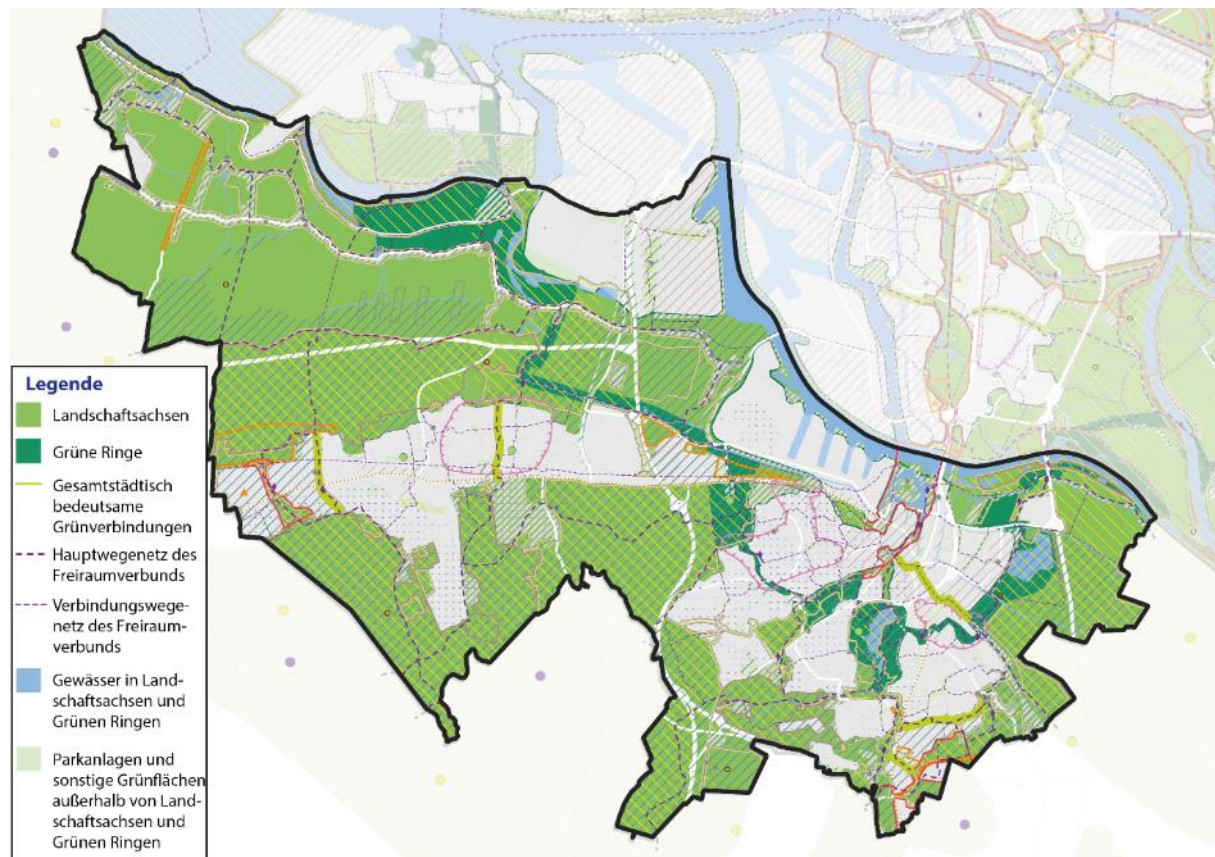 Legende
Landschaftsachsen
Grüne Ringe
Gesamtstädtisch
bedeutsame
Grünverbindungen
Hauptwegenetz des
Freiraumverbunds
Verbindungswege-
netz des Freiraum-
verbunds
Gewässer in Land-
schaftsachsen und
Grünen Ringen
Parkanlagen und
sonstige Grünflächen
außerhalb von Land-
schaftsachsen und
Grünen Ringen